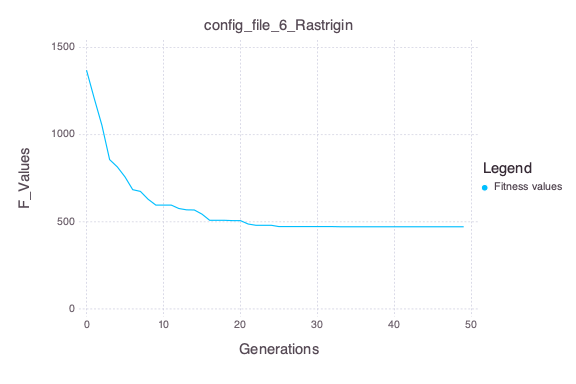 config_file_6_Rastrigin
1500
1000
500
0
F_Values
0 10 20 30 40 50
Generations
Legend
Fitness values